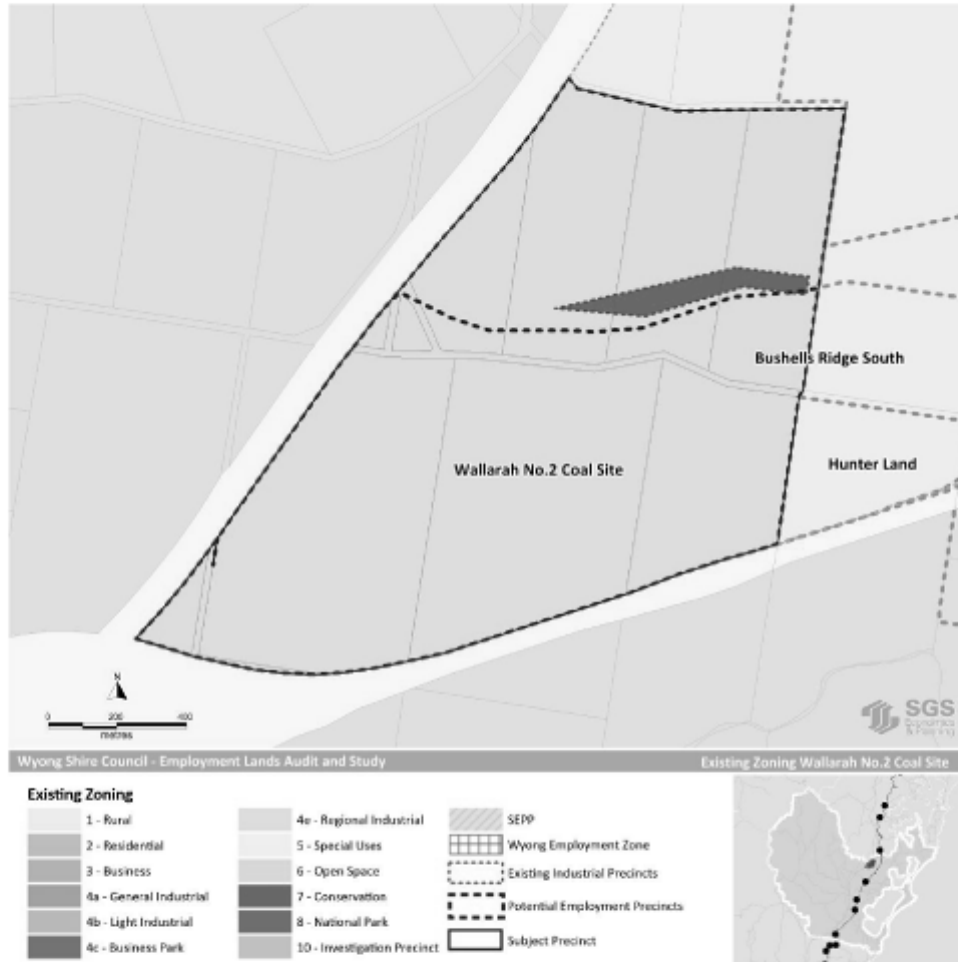 Bushells Ridge South
Wallarah No.2 Coal Site
Hunter Land
N
0 200 400
metres
SGS
Economics
& Planning
Wyong Shire Council - Employment Lands Audit and Study
Existing Zoning Wallarah No.2 Coal Site
Existing Zoning
1 - Rural
2 - Residential
3 - Business
4a - General Industrial
4b - Light Industrial
4c - Business Park
4e - Regional Industrial
5 - Special Uses
6 - Open Space
7 - Conservation
8 - National Park
10 - Investigation Precinct
SEPP
Wyong Employment Zone
Existing Industrial Precincts
Potential Employment Precincts
Subject Precinct